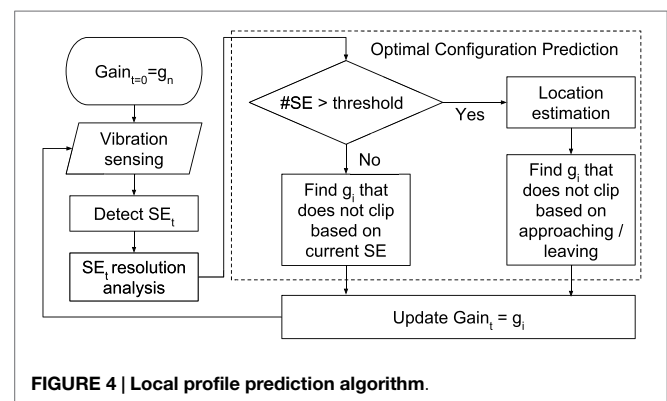 Gain_{t=0}=g_n
Vibration
sensing
Detect SE_t
SE_t resolution
analysis
Optimal Configuration Prediction
#SE > threshold
Yes
No
Location
estimation
Find g_i that
does not clip
based on
current SE
Find g_i that
does not clip
based on
approaching /
leaving
Update Gain_t = g_i
FIGURE 4 | Local profile prediction algorithm.